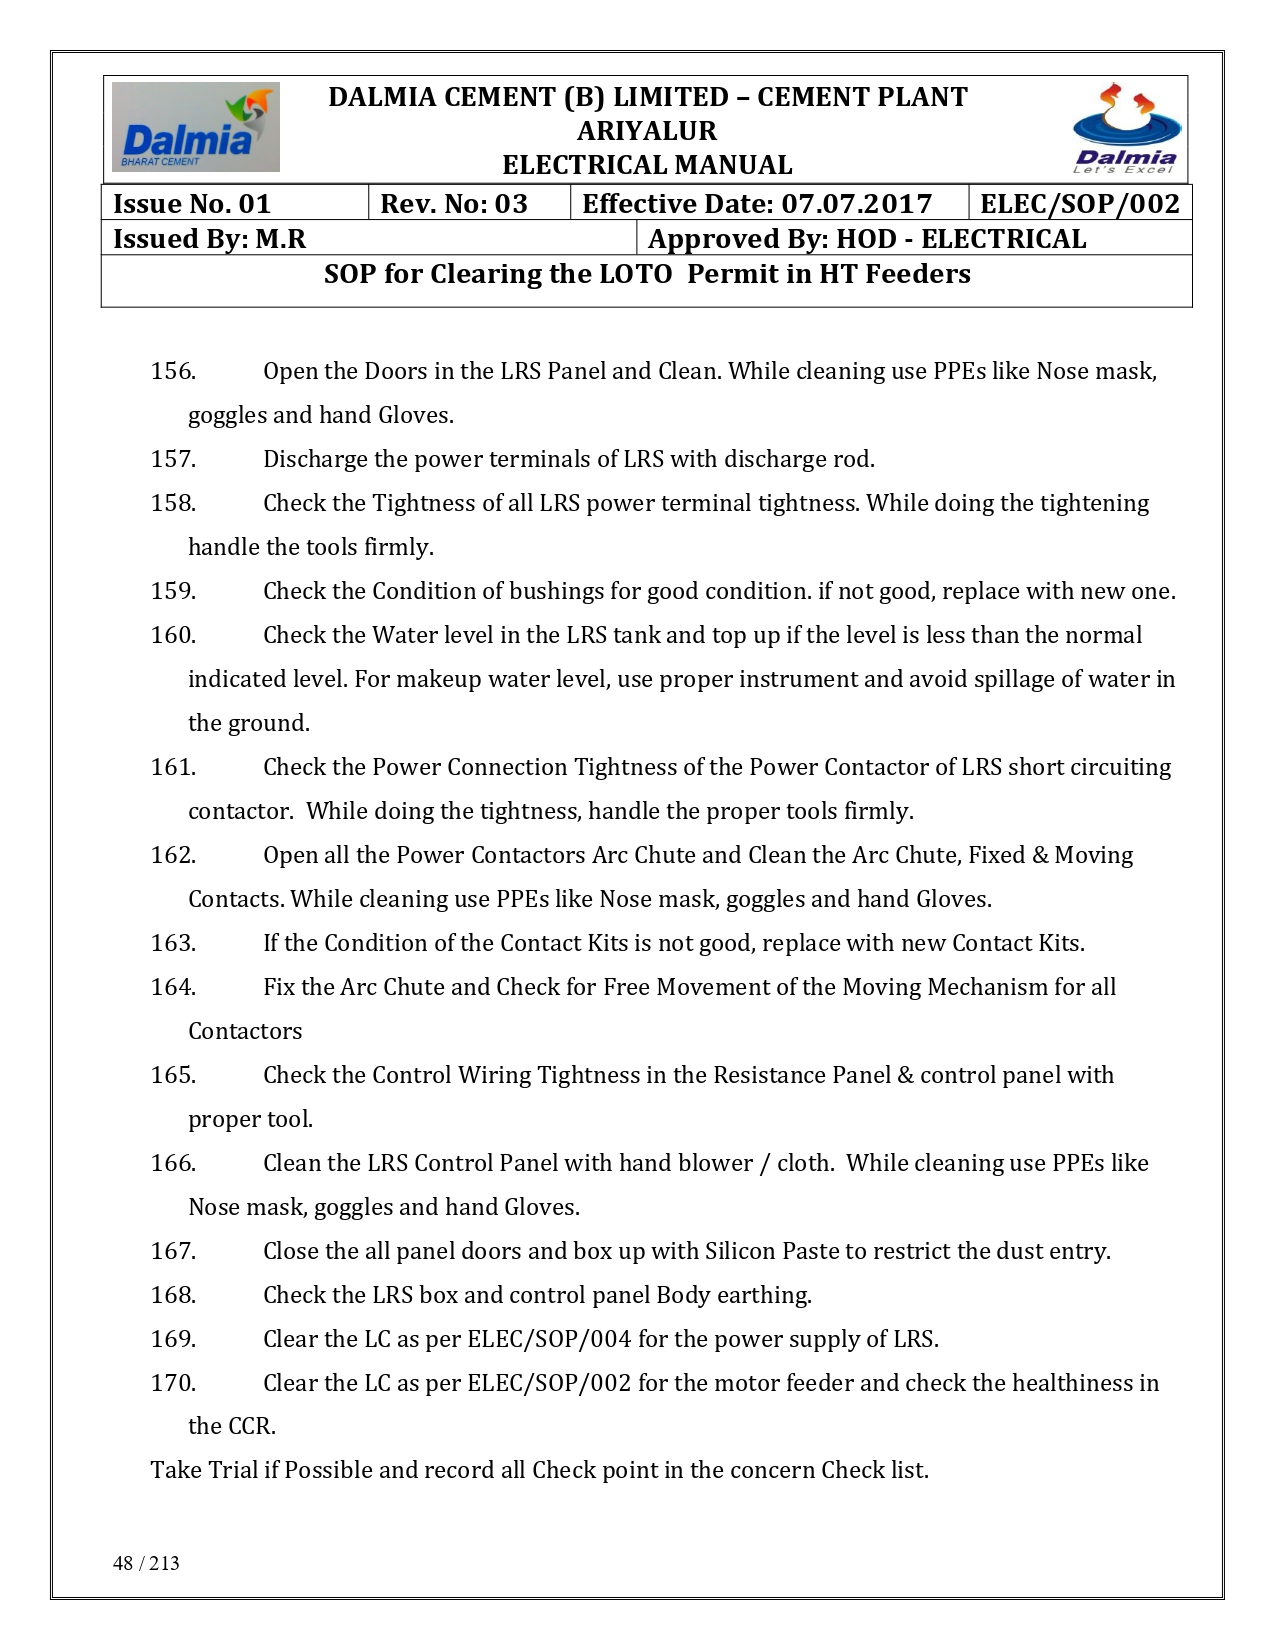 Dalmia
BHARAT CEMENT
DALMIA CEMENT (B) LIMITED – CEMENT PLANT
ARIYALUR
ELECTRICAL MANUAL
Dalmia
Let's Excel
Issue No. 01 Rev. No: 03 Effective Date: 07.07.2017 ELEC/SOP/002
Issued By: M.R Approved By: HOD - ELECTRICAL
SOP for Clearing the LOTO  Permit in HT Feeders
156. Open the Doors in the LRS Panel and Clean. While cleaning use PPEs like Nose mask,
goggles and hand Gloves.
157. Discharge the power terminals of LRS with discharge rod.
158. Check the Tightness of all LRS power terminal tightness. While doing the tightening
handle the tools firmly.
159. Check the Condition of bushings for good condition. if not good, replace with new one.
160. Check the Water level in the LRS tank and top up if the level is less than the normal
indicated level. For makeup water level, use proper instrument and avoid spillage of water in
the ground.
161. Check the Power Connection Tightness of the Power Contactor of LRS short circuiting
contactor.  While doing the tightness, handle the proper tools firmly.
162. Open all the Power Contactors Arc Chute and Clean the Arc Chute, Fixed & Moving
Contacts. While cleaning use PPEs like Nose mask, goggles and hand Gloves.
163. If the Condition of the Contact Kits is not good, replace with new Contact Kits.
164. Fix the Arc Chute and Check for Free Movement of the Moving Mechanism for all
Contactors
165. Check the Control Wiring Tightness in the Resistance Panel & control panel with
proper tool.
166. Clean the LRS Control Panel with hand blower / cloth.  While cleaning use PPEs like
Nose mask, goggles and hand Gloves.
167. Close the all panel doors and box up with Silicon Paste to restrict the dust entry.
168. Check the LRS box and control panel Body earthing.
169. Clear the LC as per ELEC/SOP/004 for the power supply of LRS.
170. Clear the LC as per ELEC/SOP/002 for the motor feeder and check the healthiness in
the CCR.
Take Trial if Possible and record all Check point in the concern Check list.
48 / 213